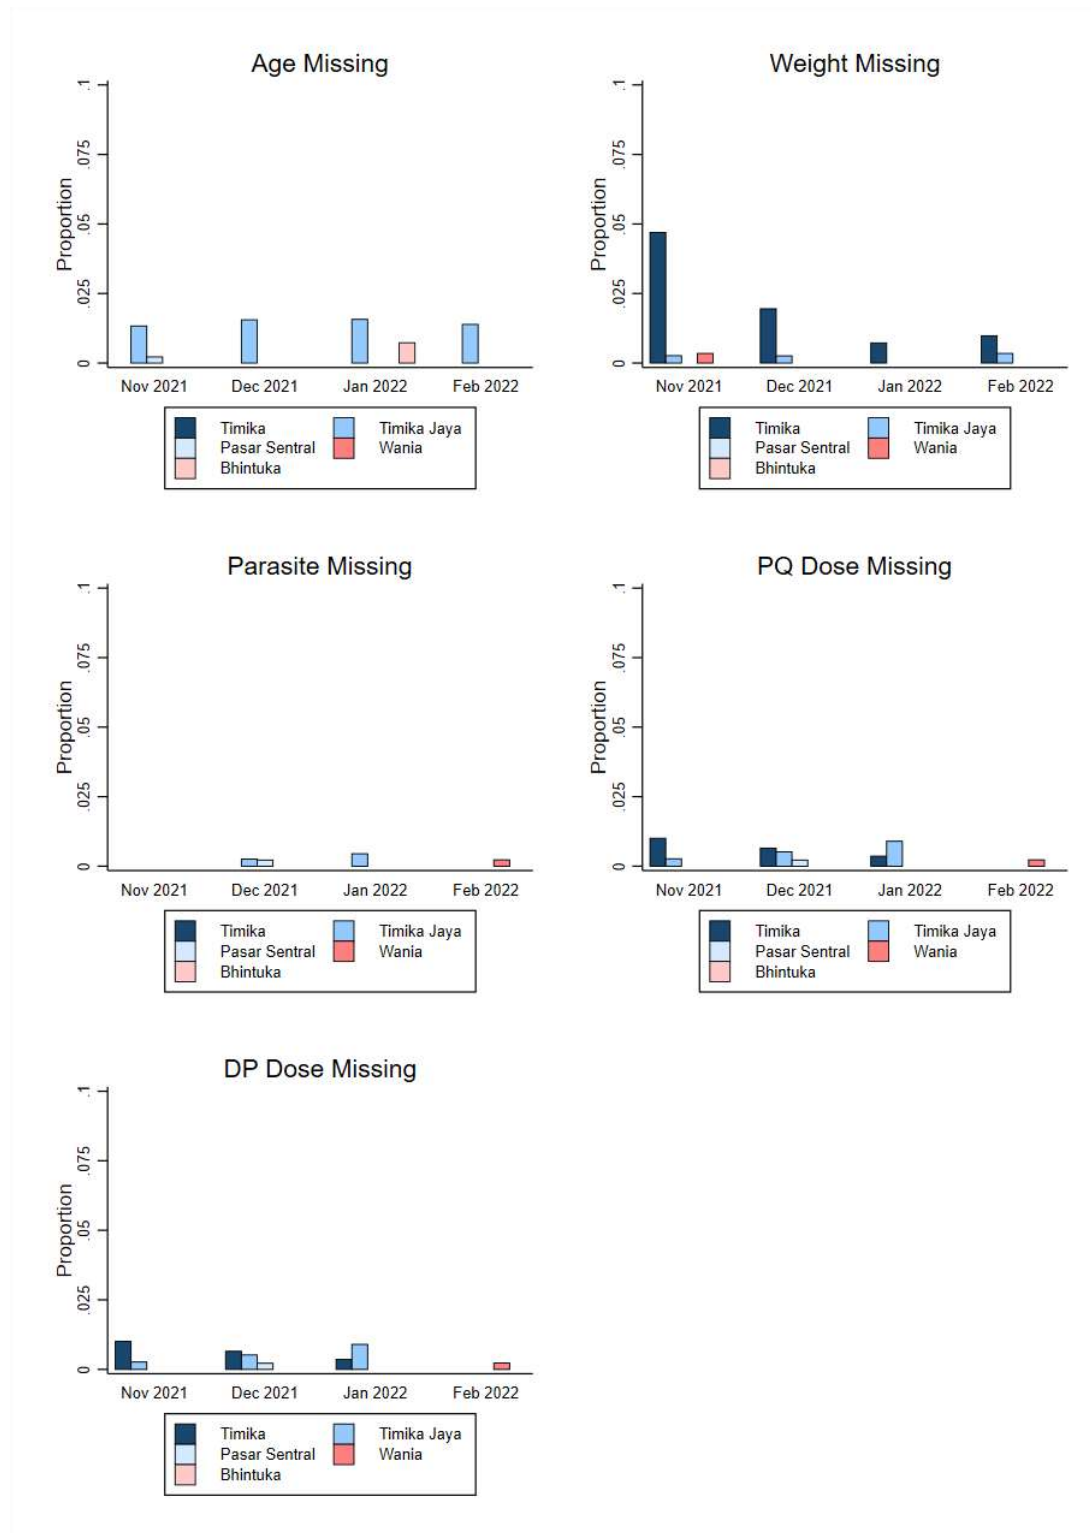 Age Missing
Proportion
.1
.075
.05
.025
0
Nov 2021 Dec 2021 Jan 2022 Feb 2022
Timika Timika Jaya
Pasar Sentral Wania
Bhintuka
Weight Missing
Proportion
.1
.075
.05
.025
0
Nov 2021 Dec 2021 Jan 2022 Feb 2022
Timika Timika Jaya
Pasar Sentral Wania
Bhintuka
Parasite Missing
Proportion
.1
.075
.05
.025
0
Nov 2021 Dec 2021 Jan 2022 Feb 2022
Timika Timika Jaya
Pasar Sentral Wania
Bhintuka
PQ Dose Missing
Proportion
.1
.075
.05
.025
0
Nov 2021 Dec 2021 Jan 2022 Feb 2022
Timika Timika Jaya
Pasar Sentral Wania
Bhintuka
DP Dose Missing
Proportion
.1
.075
.05
.025
0
Nov 2021 Dec 2021 Jan 2022 Feb 2022
Timika Timika Jaya
Pasar Sentral Wania
Bhintuka